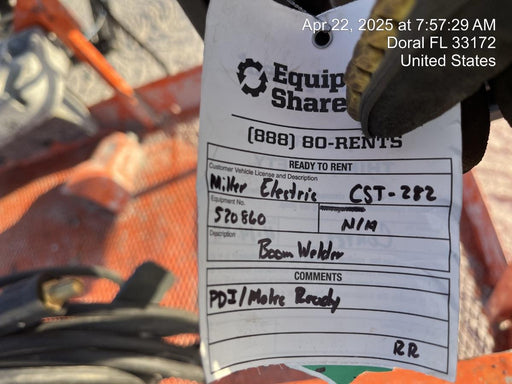 Apr 22, 2025 at 7:57:29 AM
Doral FL 33172
United States
Equip
Share
(888) 80-RENTS
READY TO RENT
Customer Vehicle License and Description
Miller Electric CST-282
Equipment No.
520860 N/A
Description
Boom Welder
COMMENTS
PDI/Make Ready
RR